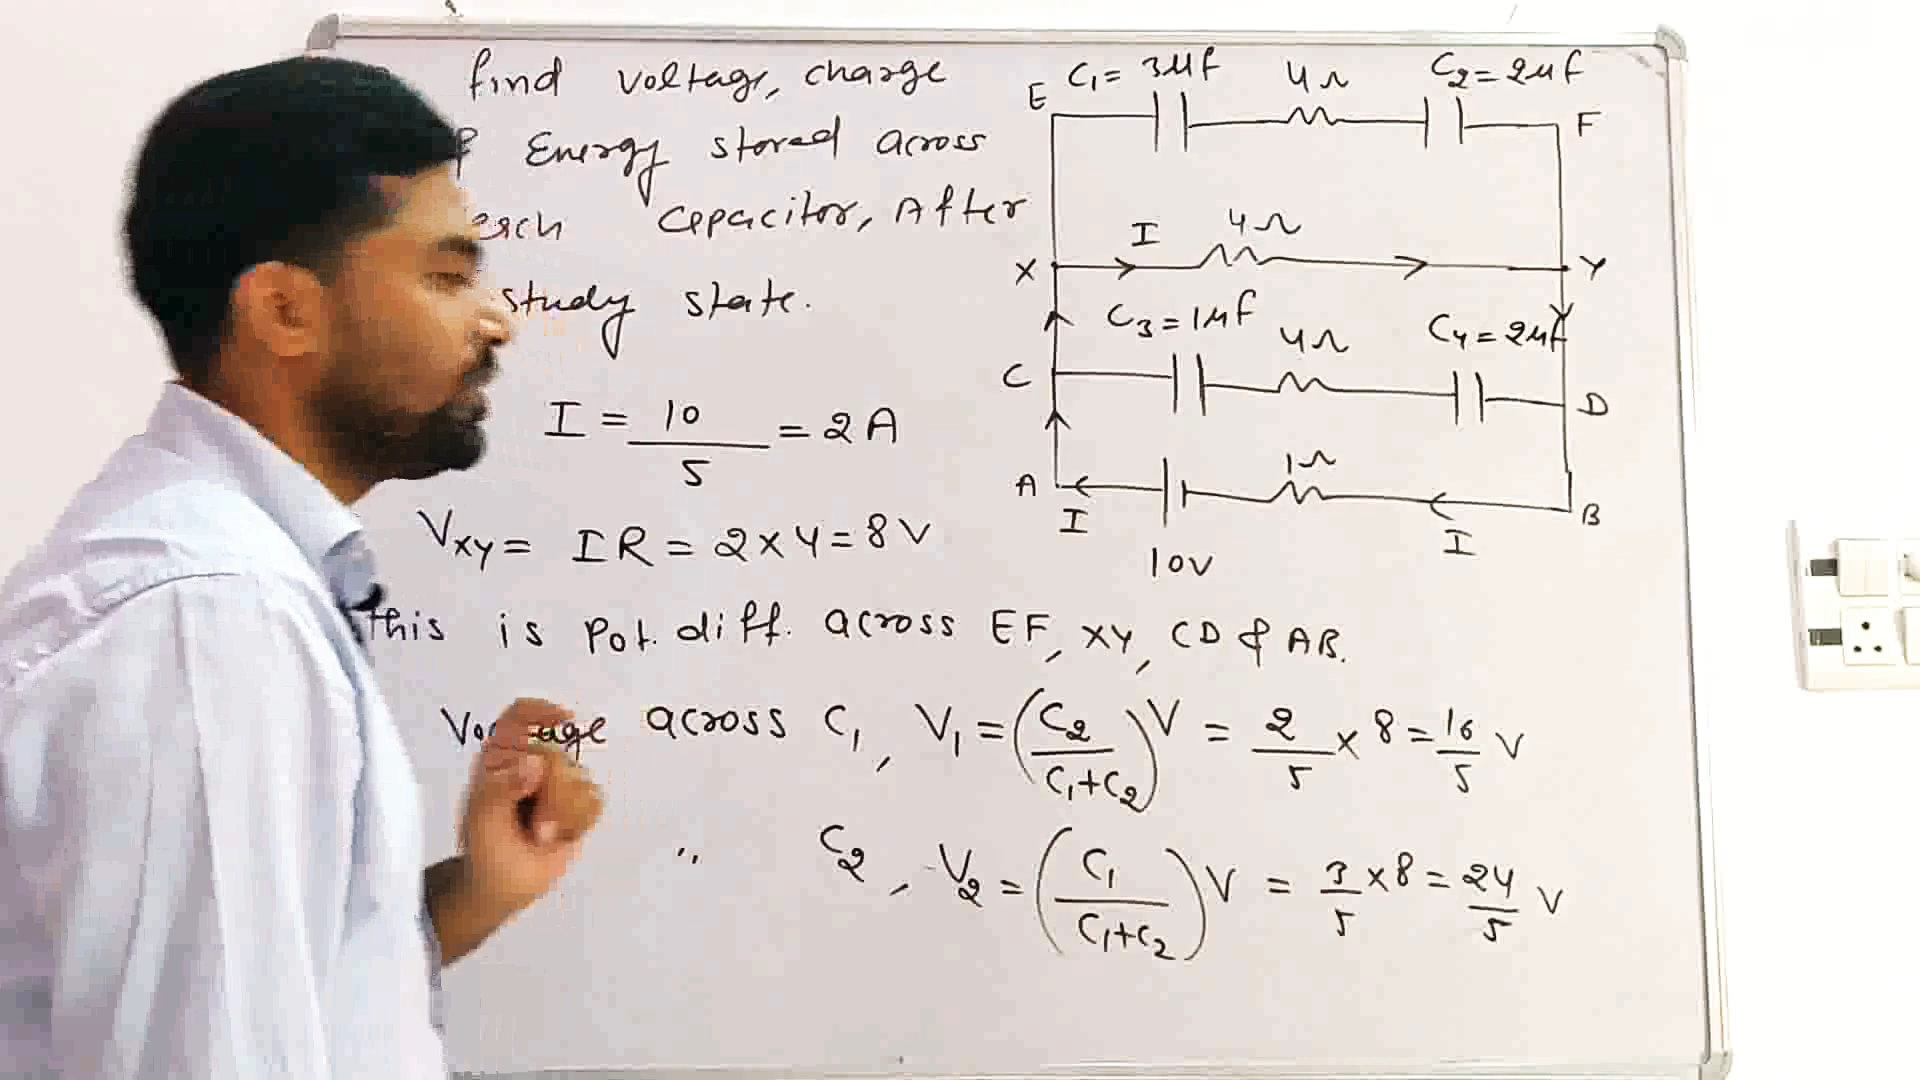 find voltage, charge
& Energy stored across
each capacitor, After
study state.
I = 10/5 = 2 A
Vxy = IR = 2 x 4 = 8 V
This is Pot. diff. across EF, XY, CD & AB.
Voltage across C₁, V₁ = (C₂/(C₁+C₂)) V = 2/5 x 8 = 16/5 V
" C₂, V₂ = (C₁/(C₁+C₂)) V = 3/5 x 8 = 24/5 V
E C₁ = 3μf 4Ω C₂ = 2μf F
I 4Ω
X Y
C₃ = 1μf 4Ω C₄ = 2μf
C D
1Ω
A B
I I
10V